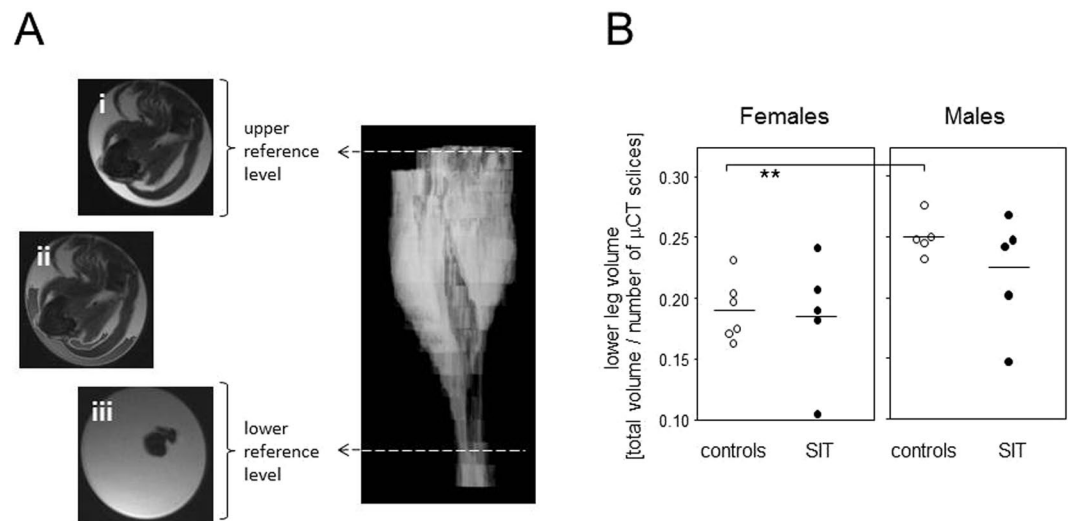 A
B
i
upper
reference
level
ii
iii
lower
reference
level
Females
Males
lower leg volume
[total volume / number of μCT sclices]
0.30
0.25
0.20
0.15
0.10
**
controls
SIT
controls
SIT